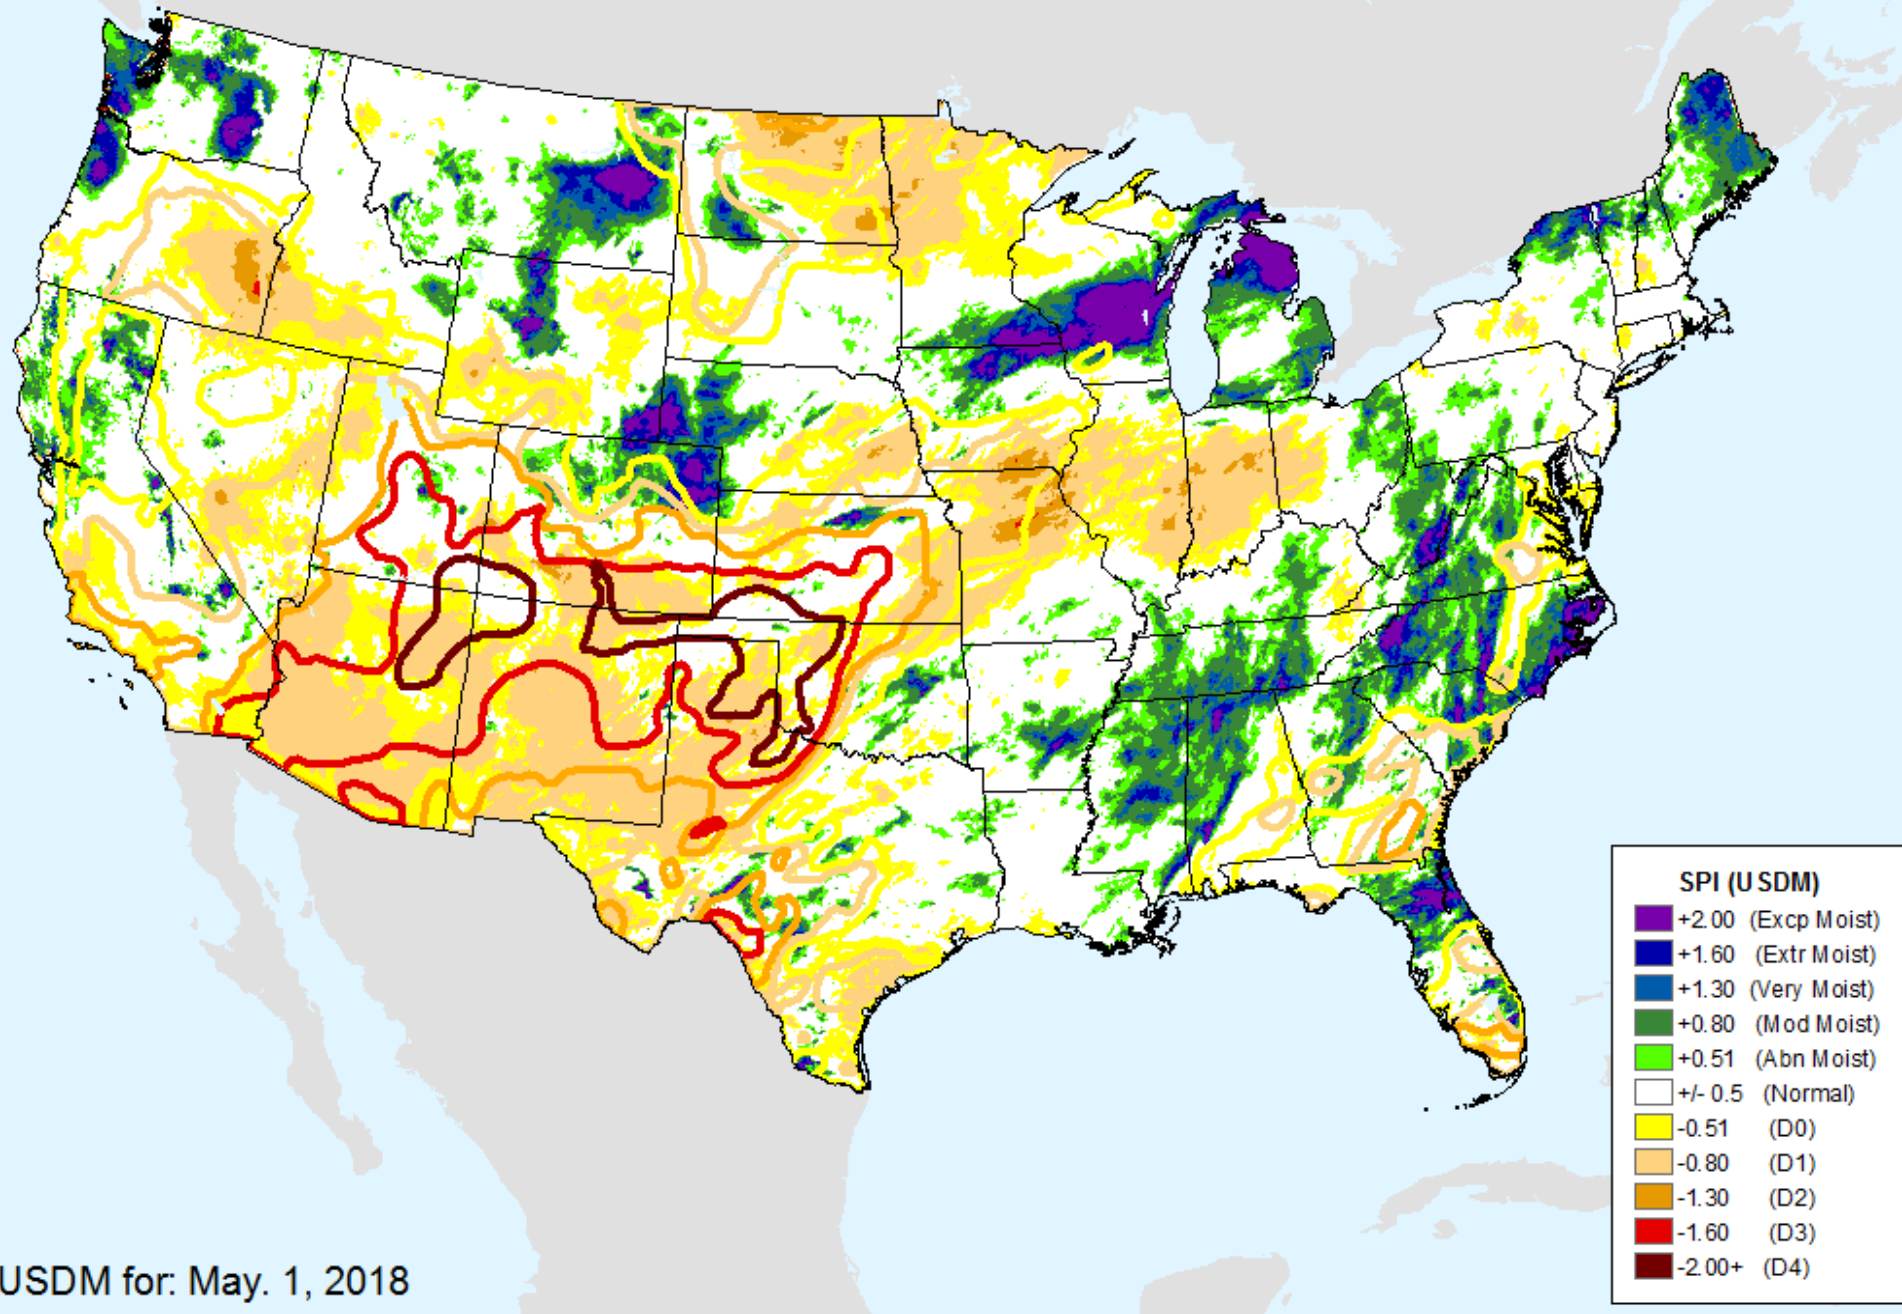 SPI (USDM)
+2.00 (Excp Moist)
+1.60 (Extr Moist)
+1.30 (Very Moist)
+0.80 (Mod Moist)
+0.51 (Abn Moist)
+/- 0.5 (Normal)
-0.51 (D0)
-0.80 (D1)
-1.30 (D2)
-1.60 (D3)
-2.00+ (D4)
USDM for: May. 1, 2018